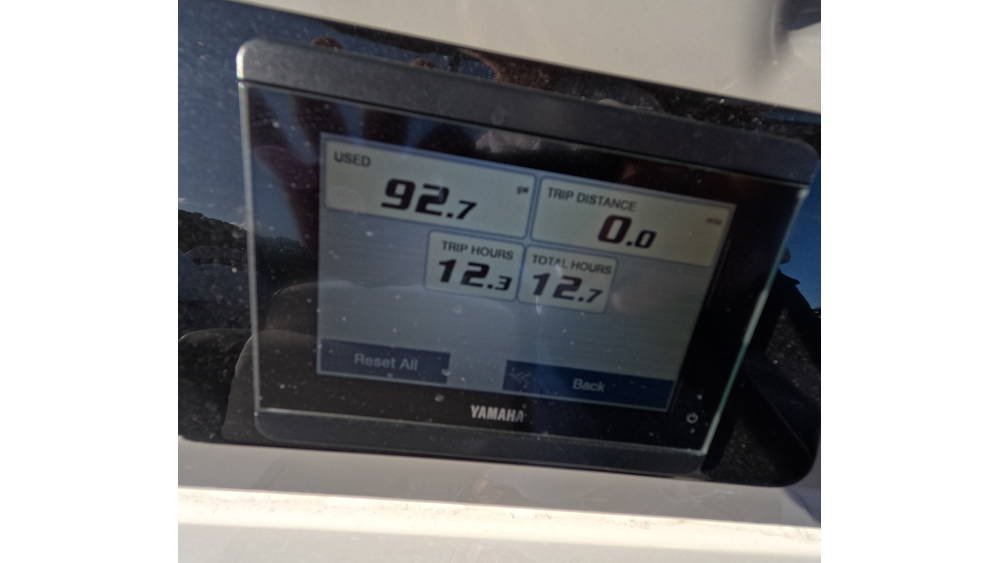 USED
92.7 gal
TRIP DISTANCE
0.0
TRIP HOURS
12.3
TOTAL HOURS
12.7
Reset All
Back
YAMAHA